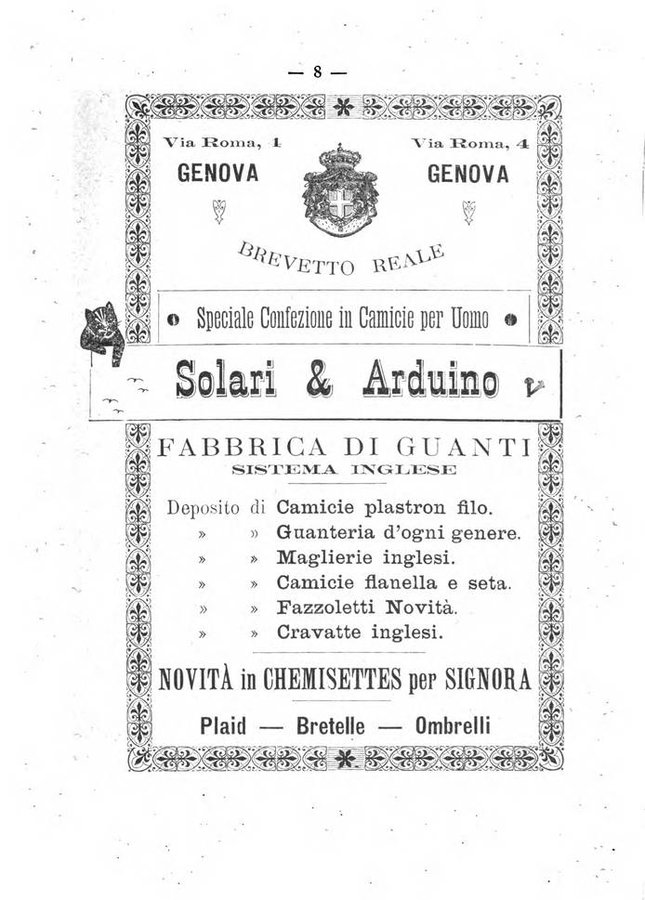 — 8 —
Via Roma, 4 Via Roma, 4
GENOVA GENOVA
BREVETTO REALE
Speciale Confezione in Camicie per Uomo
Solari & Arduino
FABBRICA DI GUANTI
SISTEMA INGLESE
Deposito di Camicie plastron filo.
» » Guanteria d'ogni genere.
» » Maglierie inglesi.
» » Camicie flanella e seta.
» » Fazzoletti Novità.
» » Cravatte inglesi.
NOVITÀ in CHEMISETTES per SIGNORA
Plaid — Bretelle — Ombrelli